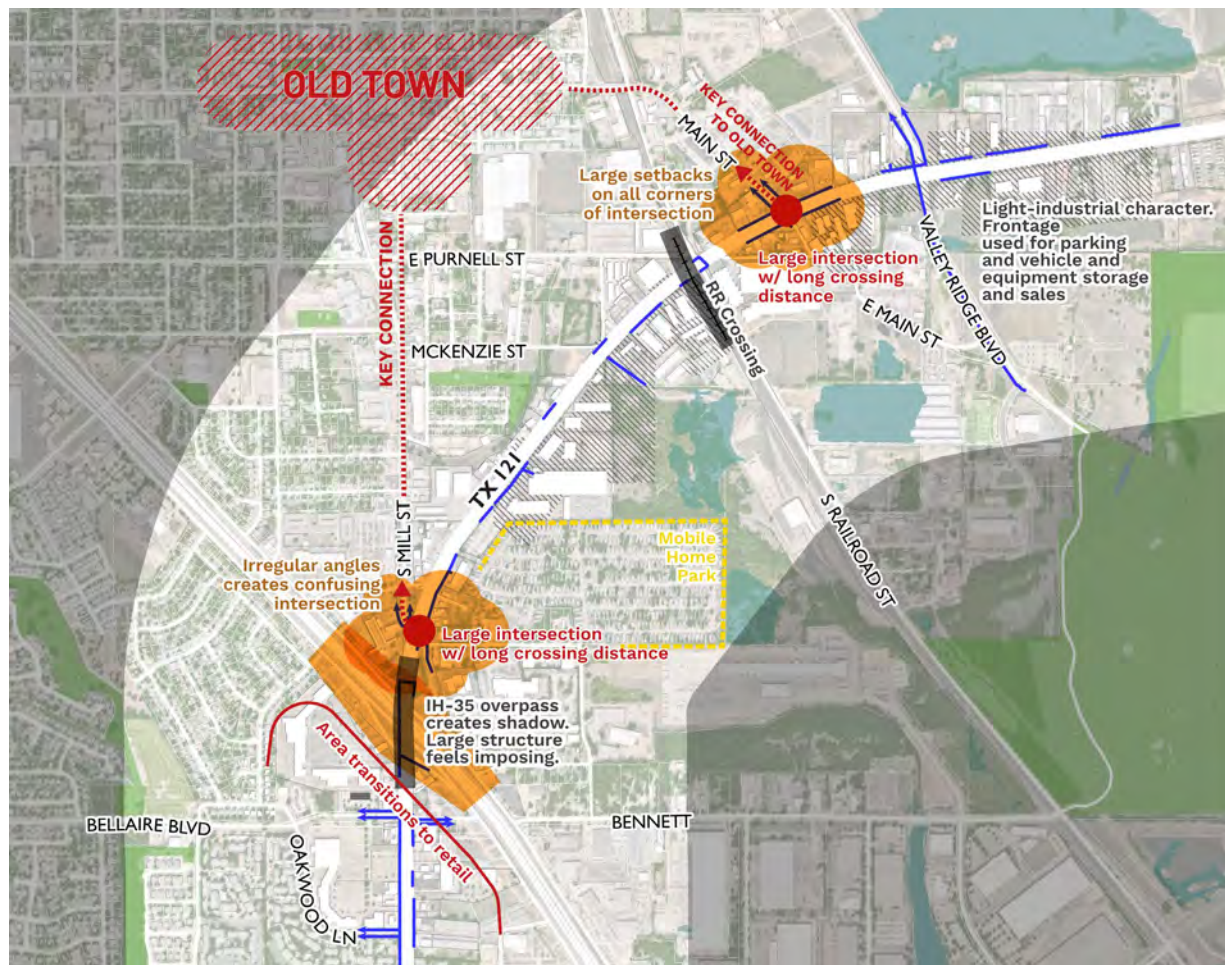 OLD TOWN
KEY CONNECTION
TO OLD TOWN
MAIN ST
Large setbacks
on all corners
of intersection
Light-industrial character.
Frontage
used for parking
and vehicle and
equipment storage
and sales
VALLEY RIDGE BLVD
E PURNELL ST
Large intersection
w/ long crossing
distance
RR Crossing
E MAIN ST
KEY CONNECTION
MCKENZIE ST
TX 121
S MILL ST
Mobile
Home
Park
S RAILROAD ST
Irregular angles
creates confusing
intersection
Large intersection
w/ long crossing distance
IH-35 overpass
creates shadow.
Large structure
feels imposing.
Area transitions to retail
BELLAIRE BLVD
BENNETT
OAKWOOD LN